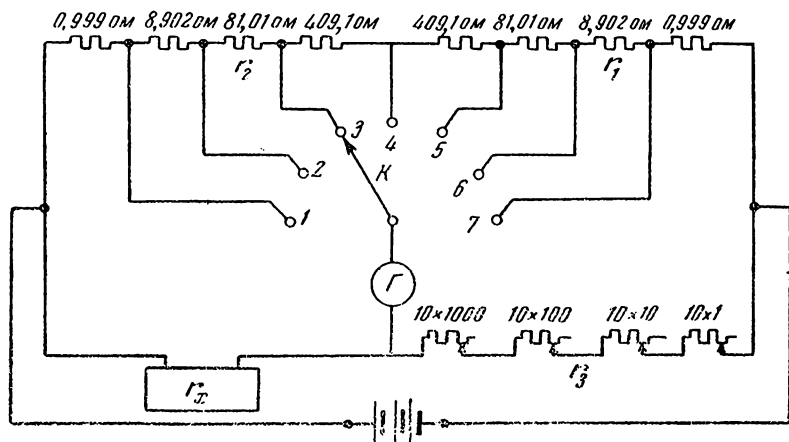 0,999 ом 8,902 ом 81,01 ом 409,1 ом 409,1 ом 81,01 ом 8,902 ом 0,999 ом
r₂ r₁
3 4 5
К
2 6
1 7
Г
10×1000 10×100 10×10 10×1
r₃
rₓ